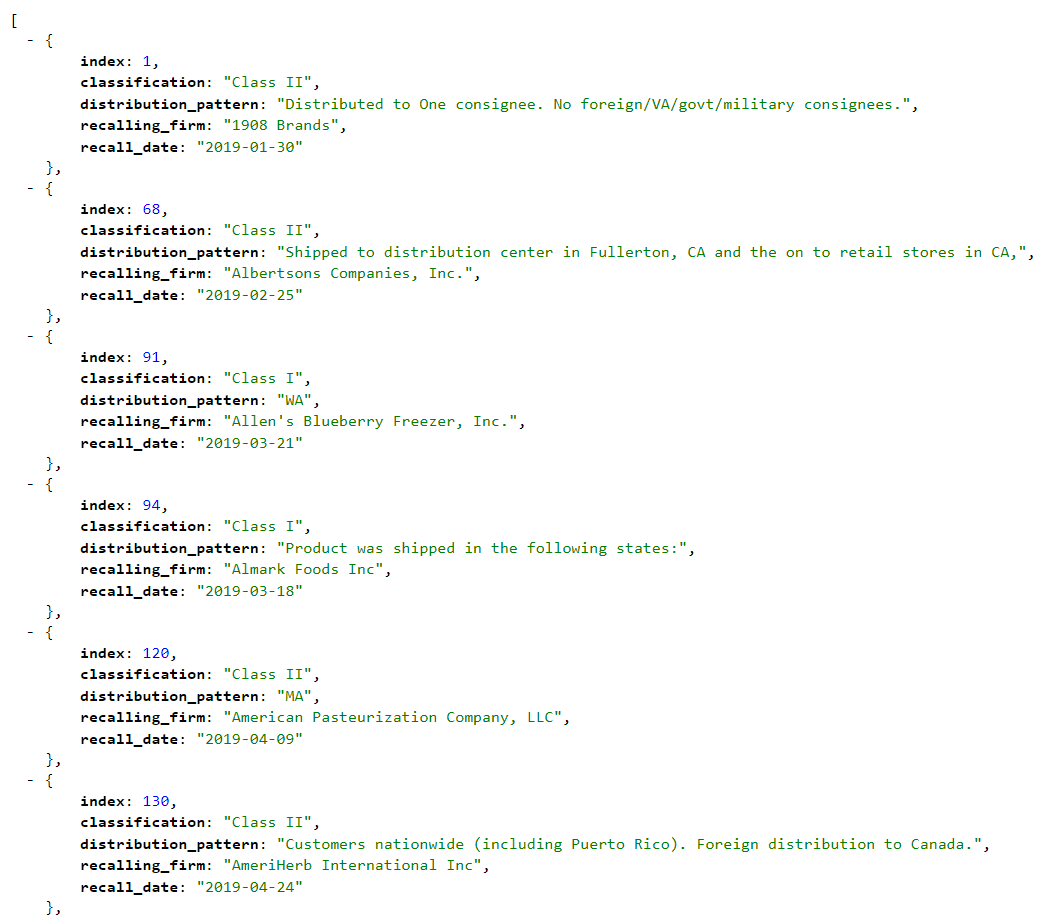 [
- {
index: 1,
classification: "Class II",
distribution_pattern: "Distributed to One consignee. No foreign/VA/govt/military consignees.",
recalling_firm: "1908 Brands",
recall_date: "2019-01-30"
},
- {
index: 68,
classification: "Class II",
distribution_pattern: "Shipped to distribution center in Fullerton, CA and the on to retail stores in CA,",
recalling_firm: "Albertsons Companies, Inc.",
recall_date: "2019-02-25"
},
- {
index: 91,
classification: "Class I",
distribution_pattern: "WA",
recalling_firm: "Allen's Blueberry Freezer, Inc.",
recall_date: "2019-03-21"
},
- {
index: 94,
classification: "Class I",
distribution_pattern: "Product was shipped in the following states:",
recalling_firm: "Almark Foods Inc",
recall_date: "2019-03-18"
},
- {
index: 120,
classification: "Class II",
distribution_pattern: "MA",
recalling_firm: "American Pasteurization Company, LLC",
recall_date: "2019-04-09"
},
- {
index: 130,
classification: "Class II",
distribution_pattern: "Customers nationwide (including Puerto Rico). Foreign distribution to Canada.",
recalling_firm: "AmeriHerb International Inc",
recall_date: "2019-04-24"
},